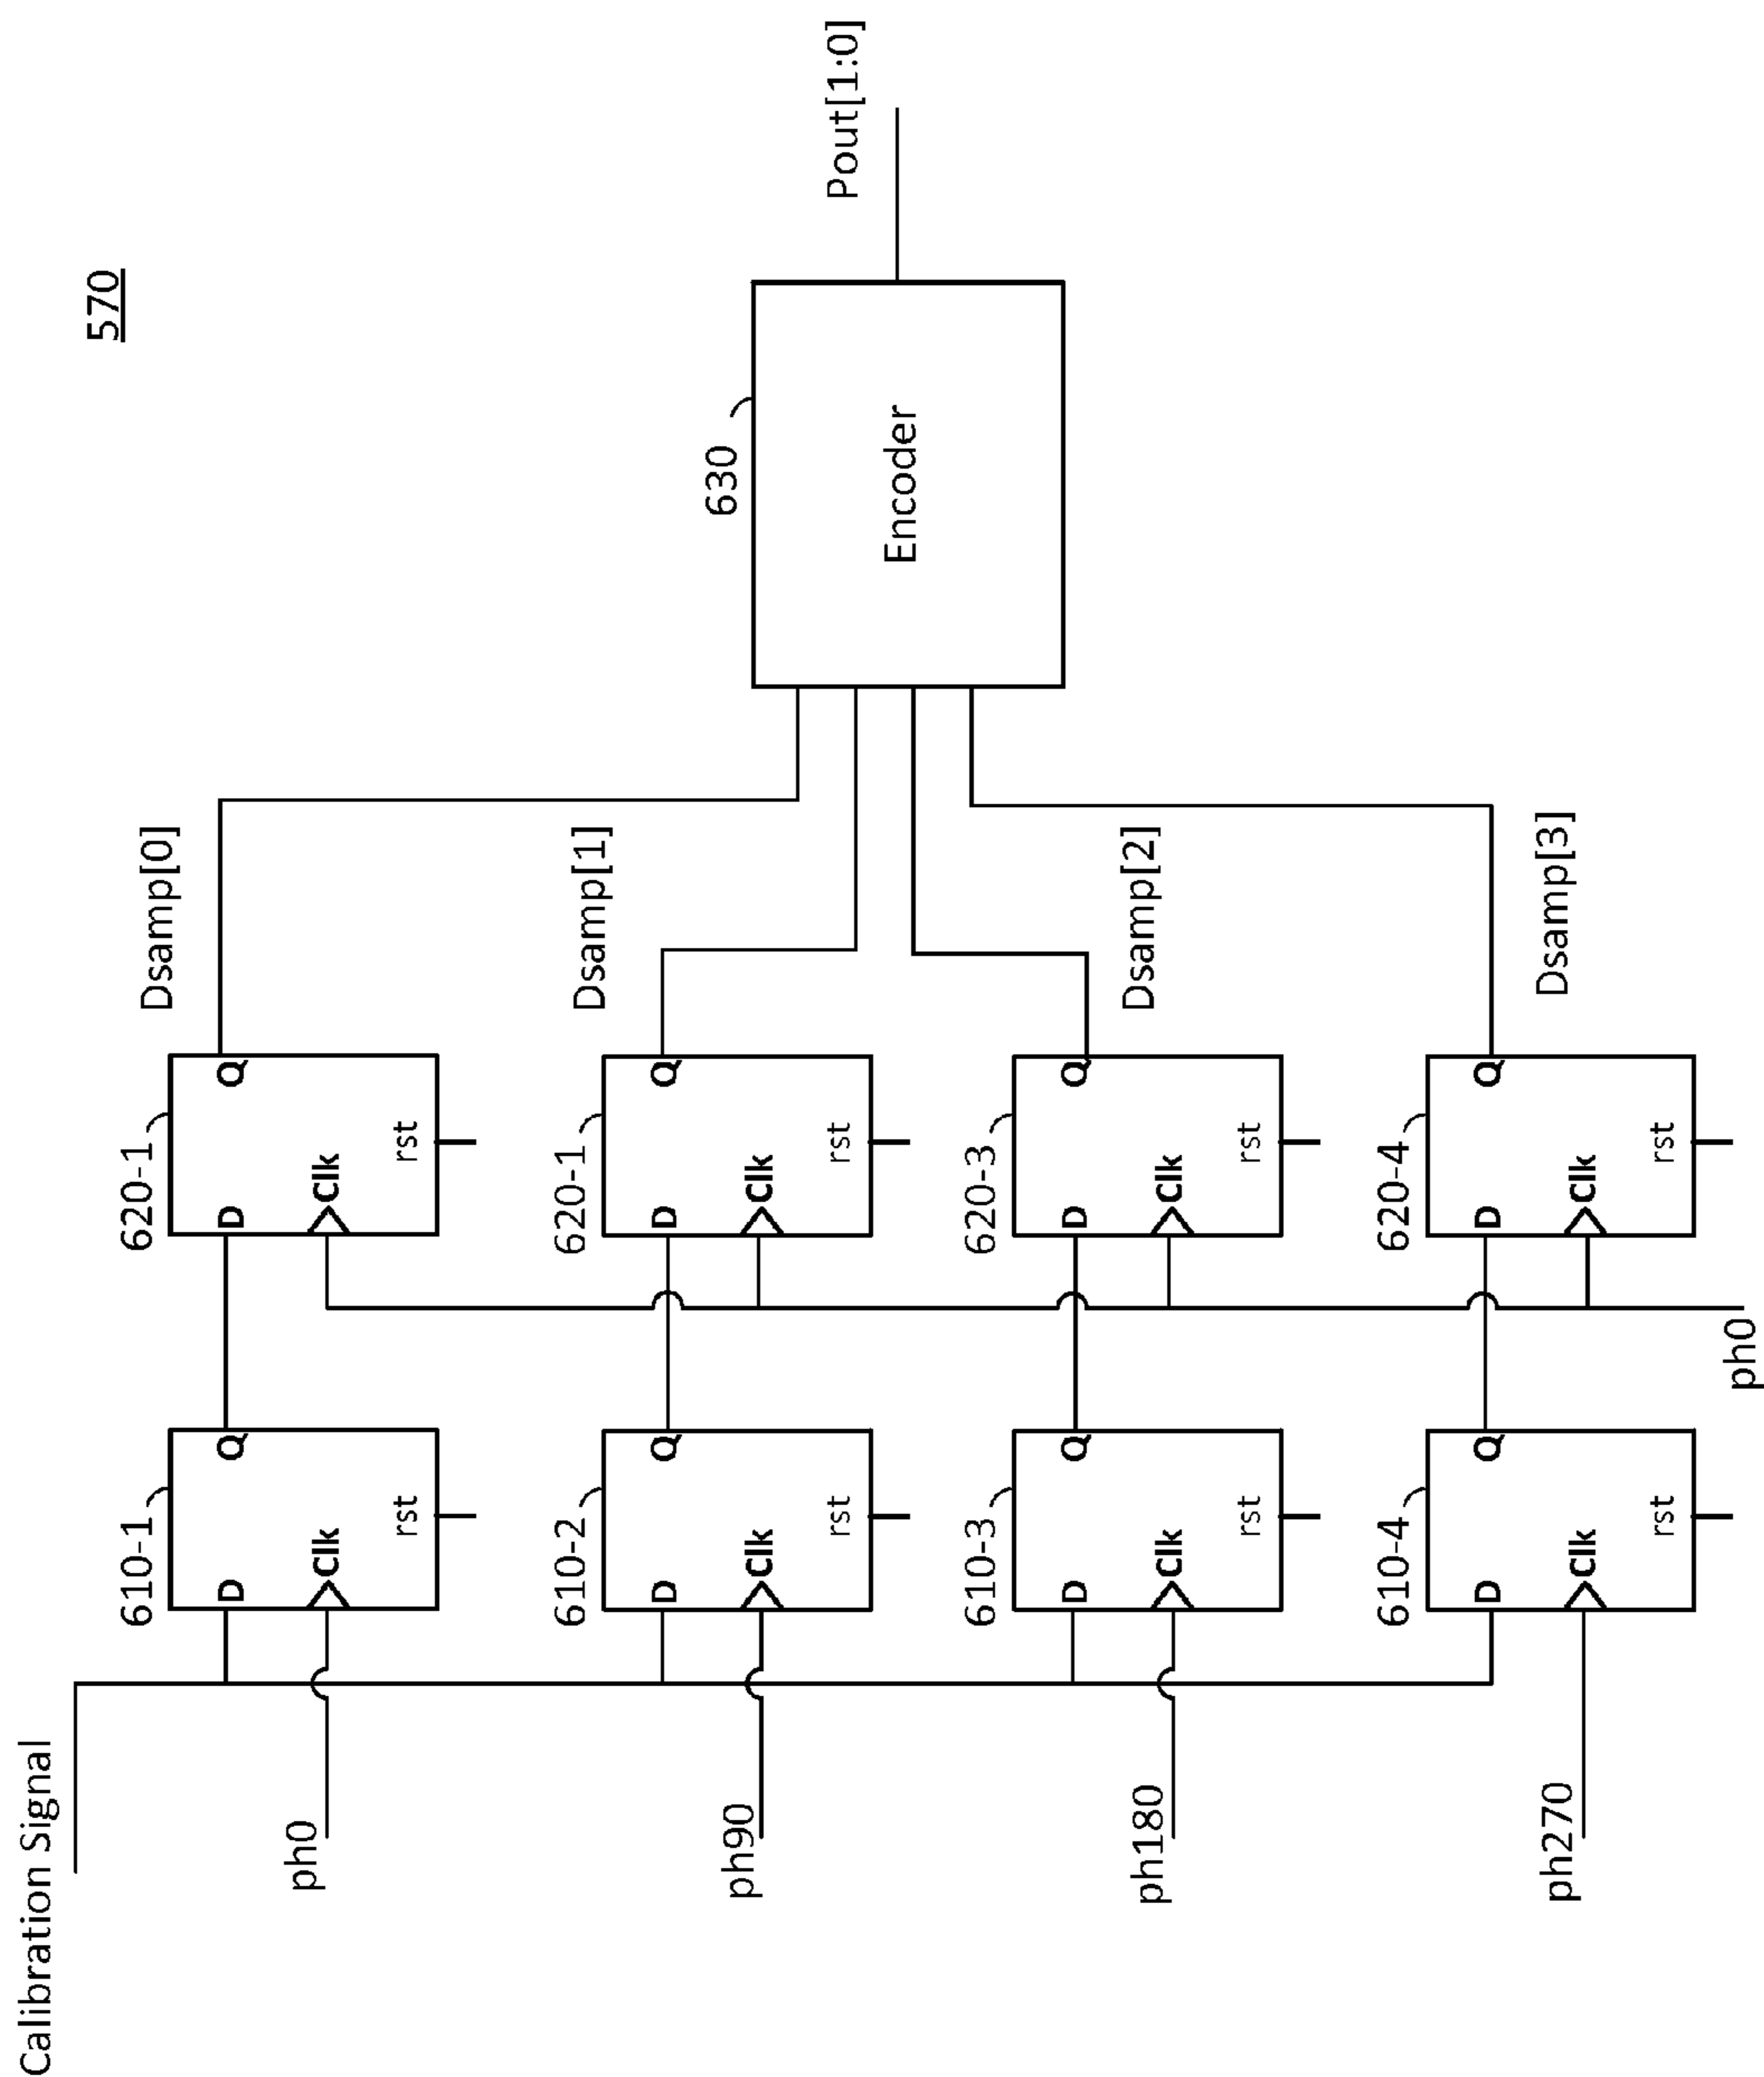 570
Calibration Signal
610-1
D
Q
Clk
rst
ph0
620-1
D
Q
Clk
rst
Dsamp[0]
610-2
D
Q
Clk
rst
ph90
620-1
D
Q
Clk
rst
Dsamp[1]
630
Encoder
Pout[1:0]
610-3
D
Q
Clk
rst
ph180
620-3
D
Q
Clk
rst
Dsamp[2]
610-4
D
Q
Clk
rst
ph270
620-4
D
Q
Clk
rst
Dsamp[3]
ph0